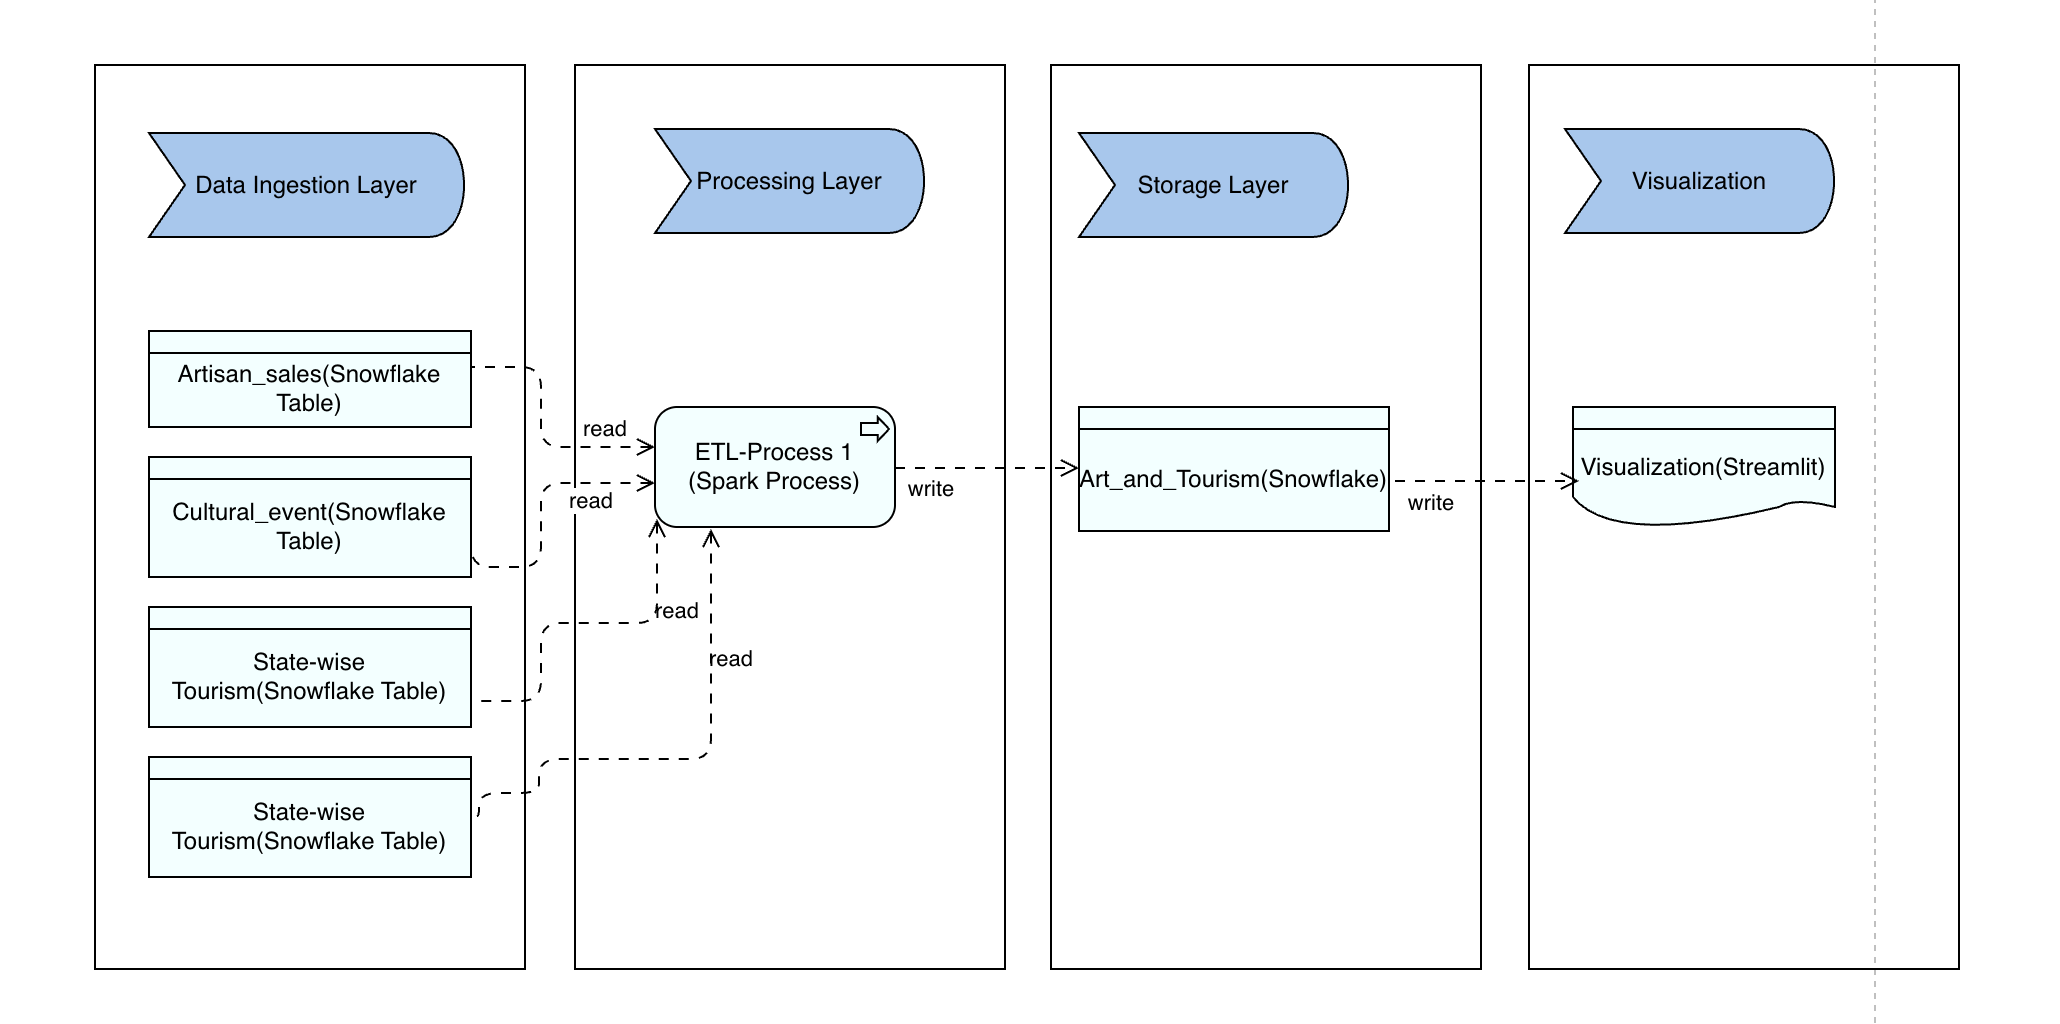 Data Ingestion Layer
Processing Layer
Storage Layer
Visualization
Artisan_sales(Snowflake
Table)
Cultural_event(Snowflake
Table)
State-wise
Tourism(Snowflake Table)
State-wise
Tourism(Snowflake Table)
read
read
read
read
ETL-Process 1
(Spark Process)
write
Art_and_Tourism(Snowflake)
write
Visualization(Streamlit)